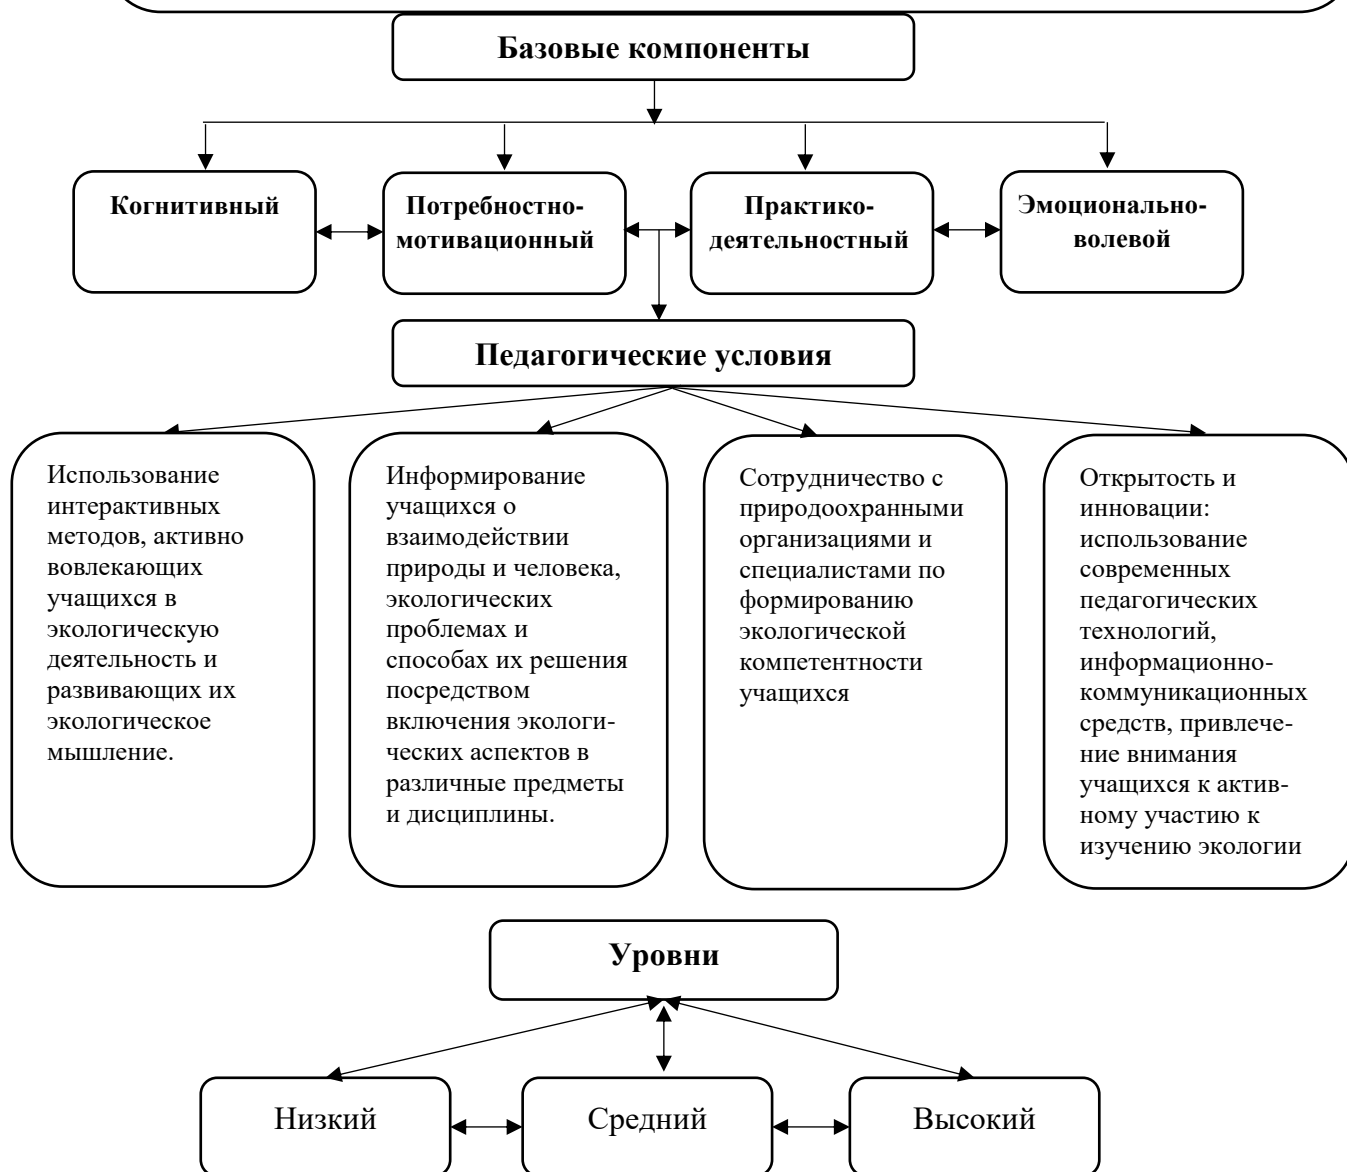 Базовые компоненты
Когнитивный
Потребностно-
мотивационный
Практико-
деятельностный
Эмоционально-
волевой
Педагогические условия
Использование
интерактивных
методов, активно
вовлекающих
учащихся в
экологическую
деятельность и
развивающих их
экологическое
мышление.
Информирование
учащихся о
взаимодействии
природы и человека,
экологических
проблемах и
способах их решения
посредством
включения экологи-
ческих аспектов в
различные предметы
и дисциплины.
Сотрудничество с
природоохранными
организациями и
специалистами по
формированию
экологической
компетентности
учащихся
Открытость и
инновации:
использование
современных
педагогических
технологий,
информационно-
коммуникационных
средств, привлече-
ние внимания
учащихся к актив-
ному участию к
изучению экологии
Уровни
Низкий
Средний
Высокий